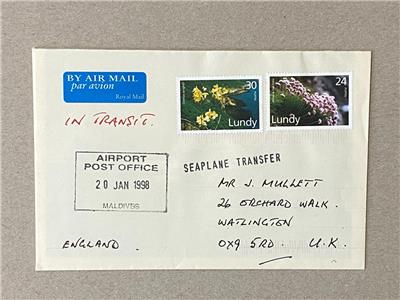 BY AIR MAIL
par avion
Royal Mail
30
Lundy
24
Lundy
IN TRANSIT.
AIRPORT
POST OFFICE
20 JAN 1998
MALDIVES
SEAPLANE TRANSFER
MR J. MULLETT
26 ORCHARD WALK.
WATLINGTON
OX9 5RD. U.K.
ENGLAND.